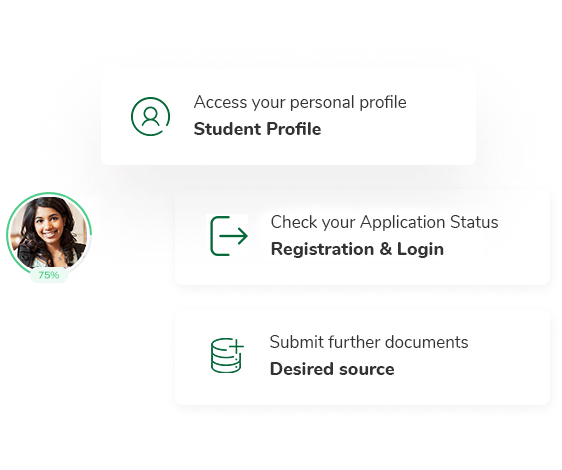 Access your personal profile
Student Profile
Check your Application Status
Registration & Login
75%
Submit further documents
Desired source